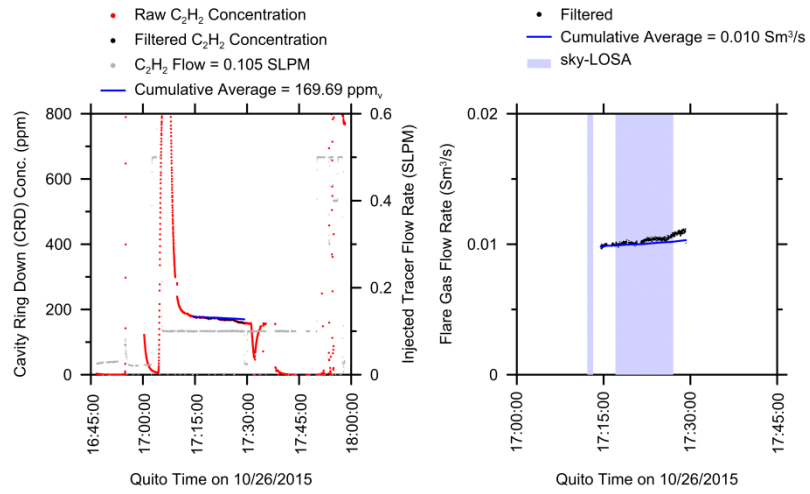 Raw C₂H₂ Concentration
Filtered C₂H₂ Concentration
C₂H₂ Flow = 0.105 SLPM
Cumulative Average = 169.69 ppmᵥ
800
600
400
200
0
Cavity Ring Down (CRD) Conc. (ppm)
0.6
0.4
0.2
0
Injected Tracer Flow Rate (SLPM)
16:45:00
17:00:00
17:15:00
17:30:00
17:45:00
18:00:00
Quito Time on 10/26/2015
Filtered
Cumulative Average = 0.010 Sm³/s
sky-LOSA
0.02
0.01
0
Flare Gas Flow Rate (Sm³/s)
17:00:00
17:15:00
17:30:00
17:45:00
Quito Time on 10/26/2015